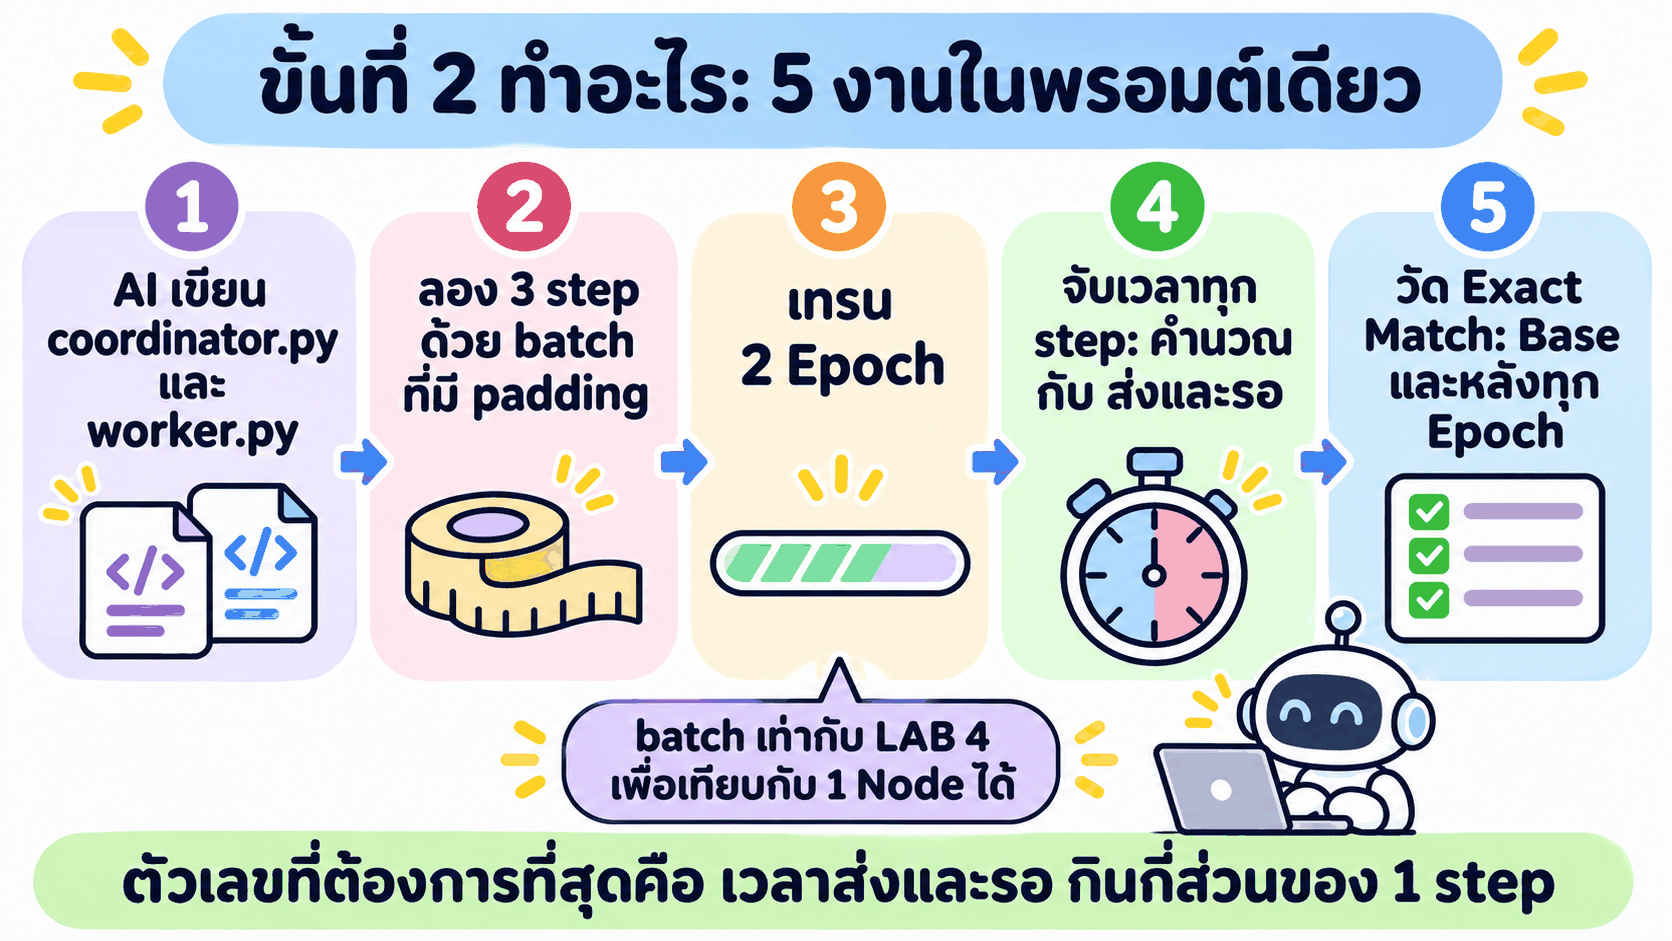 ขั้นที่ 2 ทำอะไร: 5 งานในพรอมต์เดียว
1
AI เขียน
coordinator.py
และ
worker.py
2
ลอง 3 step
ด้วย batch
ที่มี padding
3
เทรน
2 Epoch
4
จับเวลาทุก
step: คำนวณ
กับ ส่งและรอ
5
วัด Exact
Match: Base
และหลังทุก
Epoch
</>
</>
batch เท่ากับ LAB 4
เพื่อเทียบกับ 1 Node ได้
ตัวเลขที่ต้องการที่สุดคือ เวลาส่งและรอ กินกี่ส่วนของ 1 step